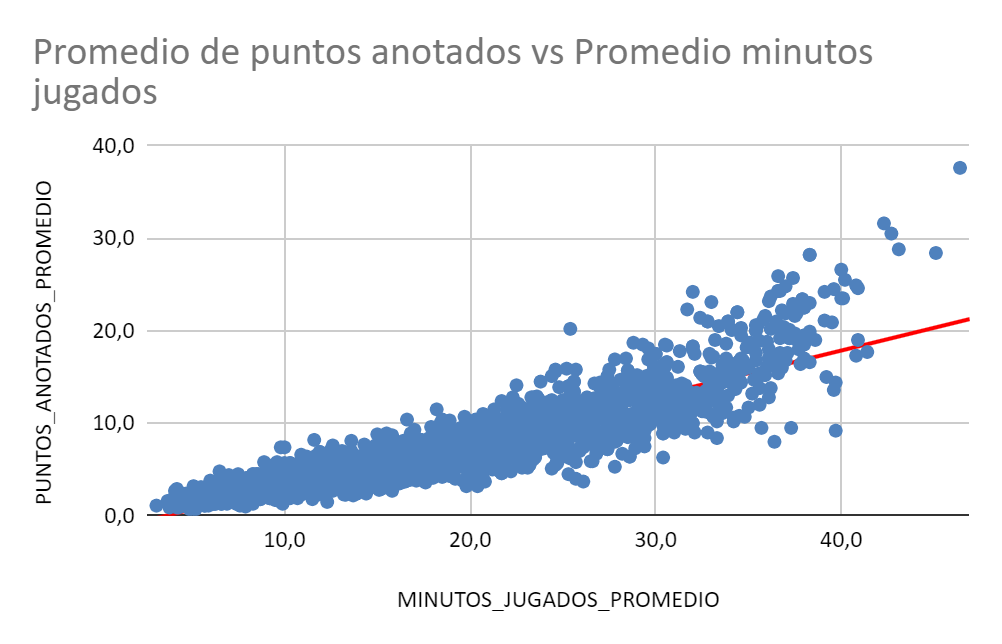 Promedio de puntos anotados vs Promedio minutos
jugados
PUNTOS_ANOTADOS_PROMEDIO
40,0
30,0
20,0
10,0
0,0
10,0
20,0
30,0
40,0
MINUTOS_JUGADOS_PROMEDIO